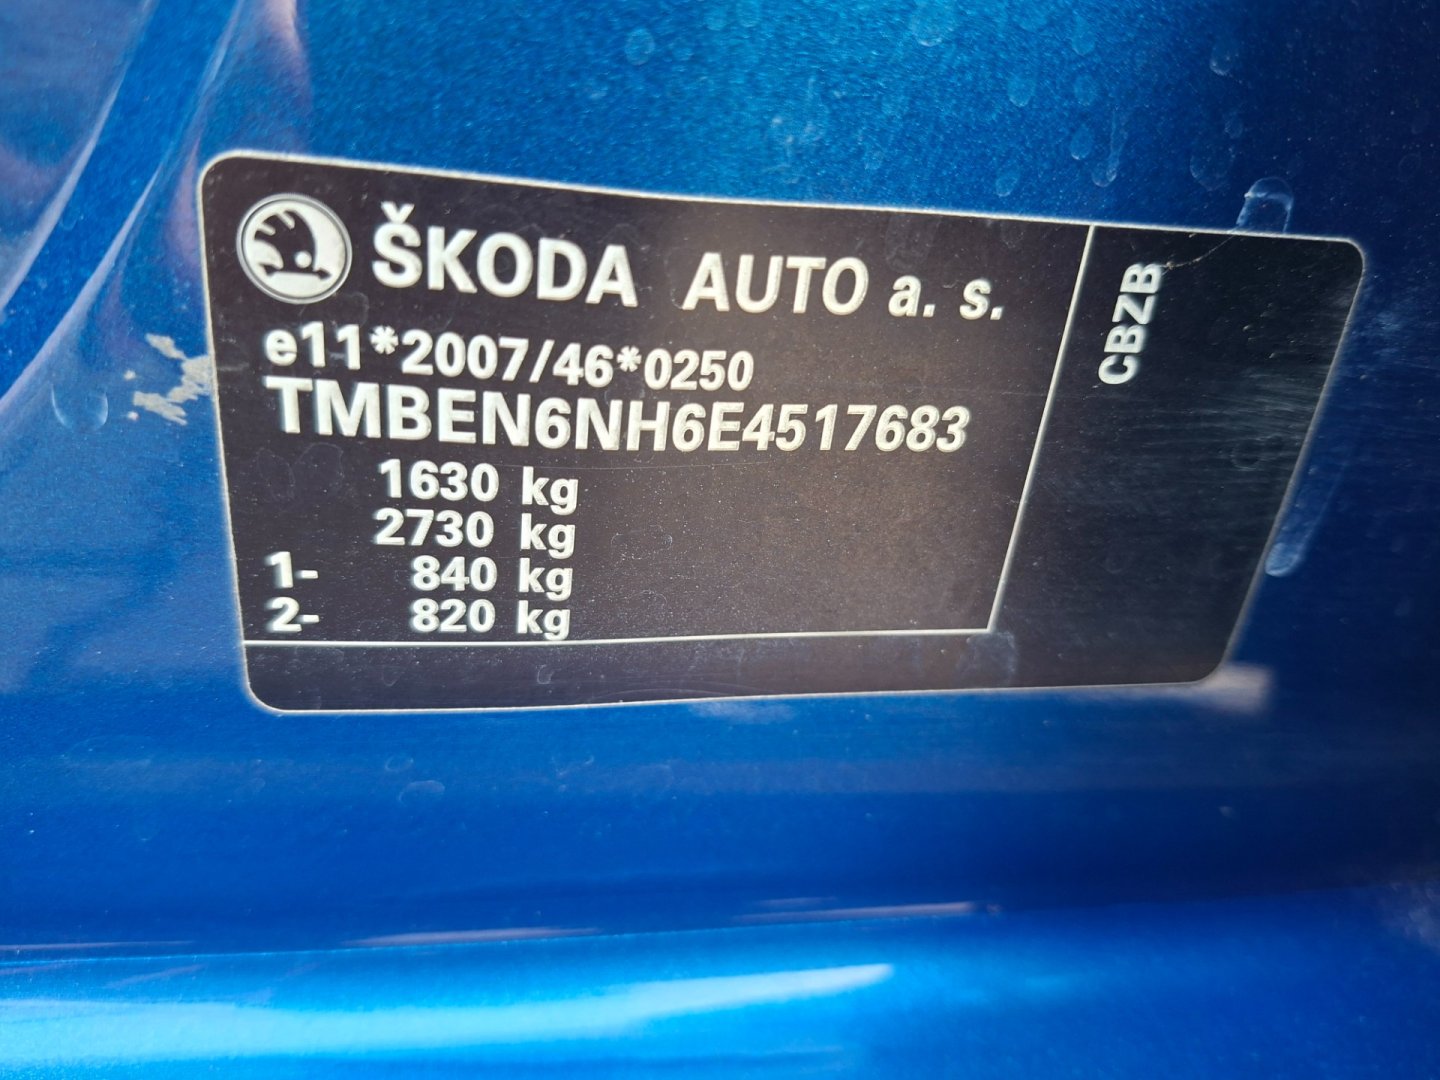 ŠKODA AUTO a. s.
e11*2007/46*0250
TMBEN6NH6E4517683
1630 kg
2730 kg
1- 840 kg
2- 820 kg
CBZB